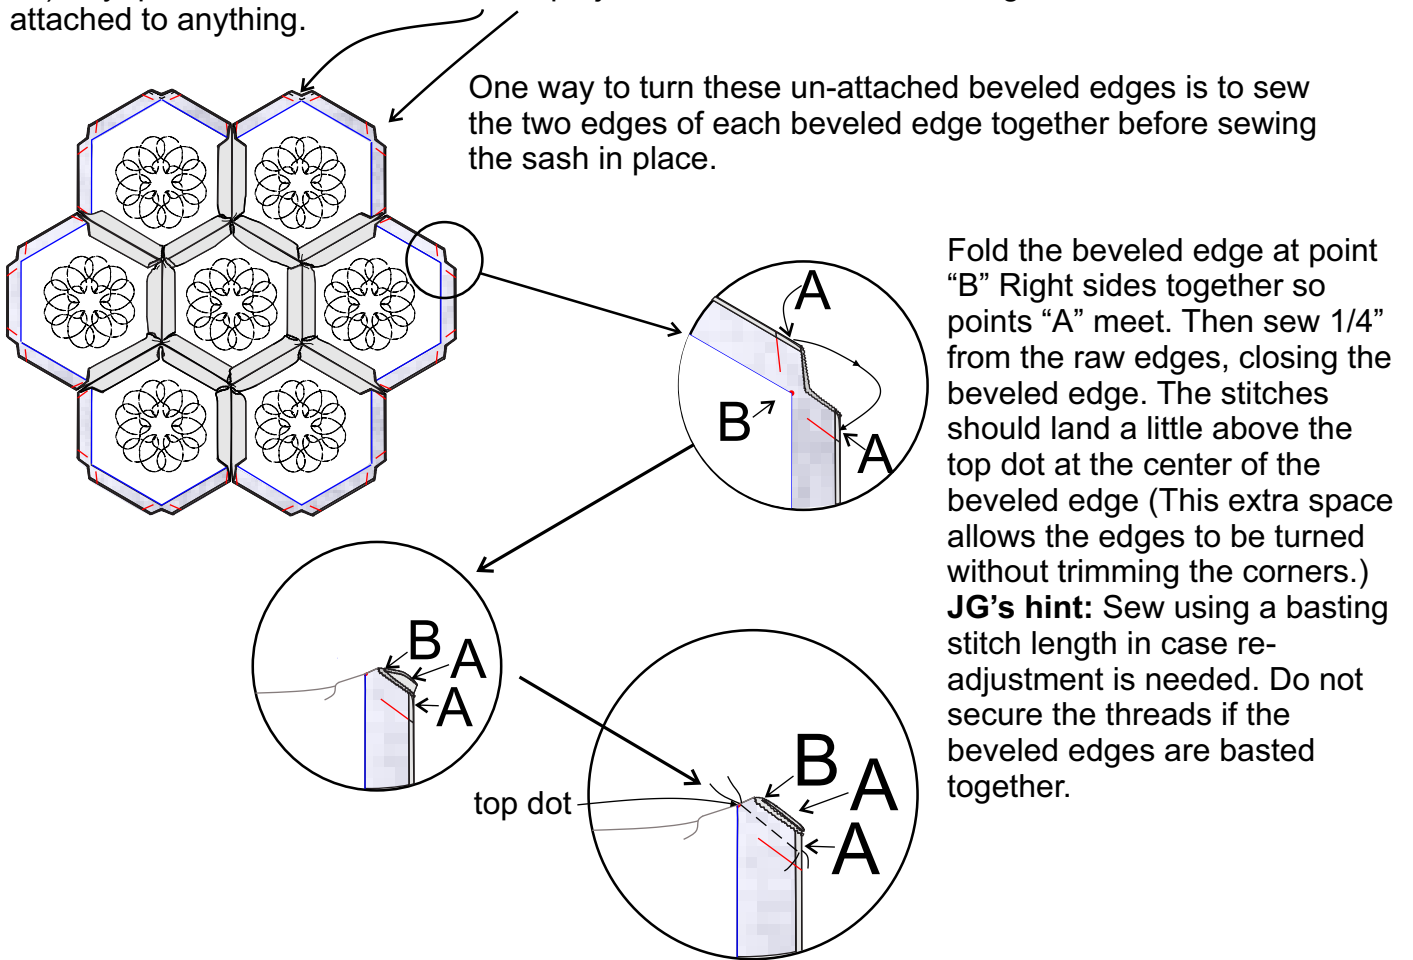 attached to anything.
One way to turn these un-attached beveled edges is to sew
the two edges of each beveled edge together before sewing
the sash in place.
Fold the beveled edge at point
“B” Right sides together so
points “A” meet. Then sew 1/4”
from the raw edges, closing the
beveled edge. The stitches
should land a little above the
top dot at the center of the
beveled edge (This extra space
allows the edges to be turned
without trimming the corners.)
JG’s hint: Sew using a basting
stitch length in case re-
adjustment is needed. Do not
secure the threads if the
beveled edges are basted
together.
A
B
A
B
A
A
B
A
A
top dot